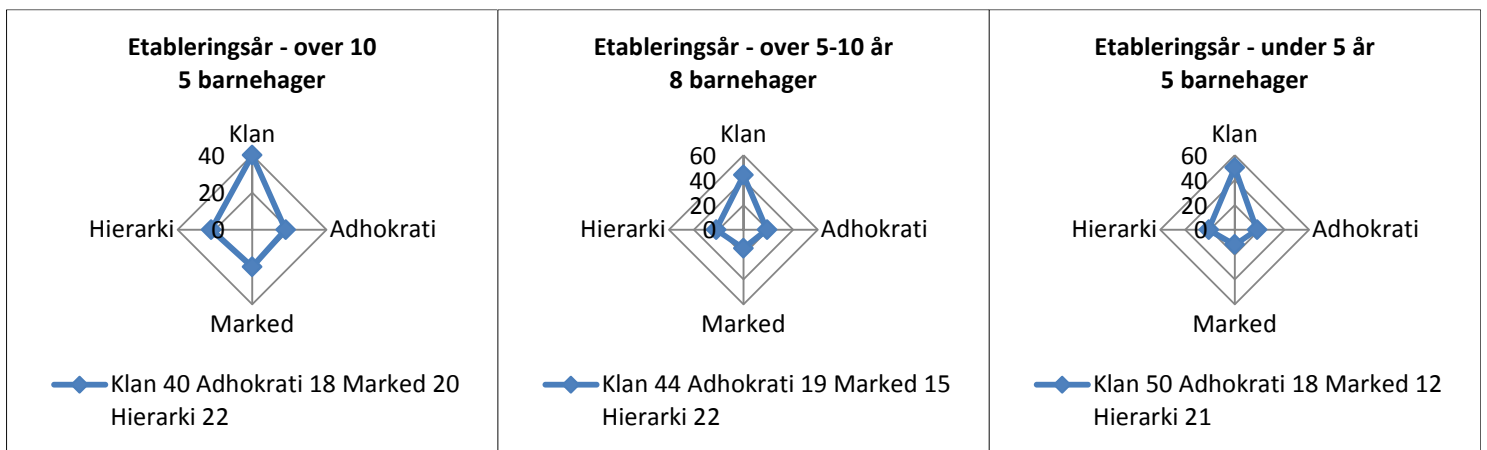 Etableringsår - over 10
5 barnehager
Klan
40
20
0
Hierarki
Adhokrati
Marked
Klan 40 Adhokrati 18 Marked 20
Hierarki 22
Etableringsår - over 5-10 år
8 barnehager
Klan
60
40
20
0
Hierarki
Adhokrati
Marked
Klan 44 Adhokrati 19 Marked 15
Hierarki 22
Etableringsår - under 5 år
5 barnehager
Klan
60
40
20
0
Hierarki
Adhokrati
Marked
Klan 50 Adhokrati 18 Marked 12
Hierarki 21